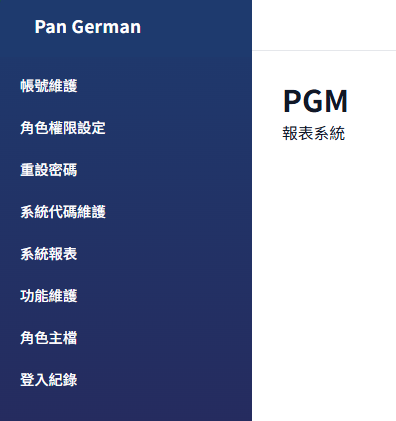 Pan German
帳號維護
角色權限設定
重設密碼
系統代碼維護
系統報表
功能維護
角色主檔
登入紀錄
PGM
報表系統